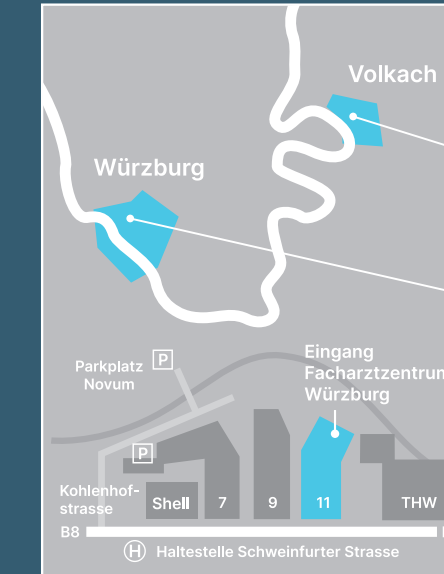 Volkach
Würzburg
Eingang
Facharztzentrum
Würzburg
Parkplatz
Novum
P
P
Kohlenhof-
strasse
Shell
7
9
11
THW
B8
H
Haltestelle Schweinfurter Strasse